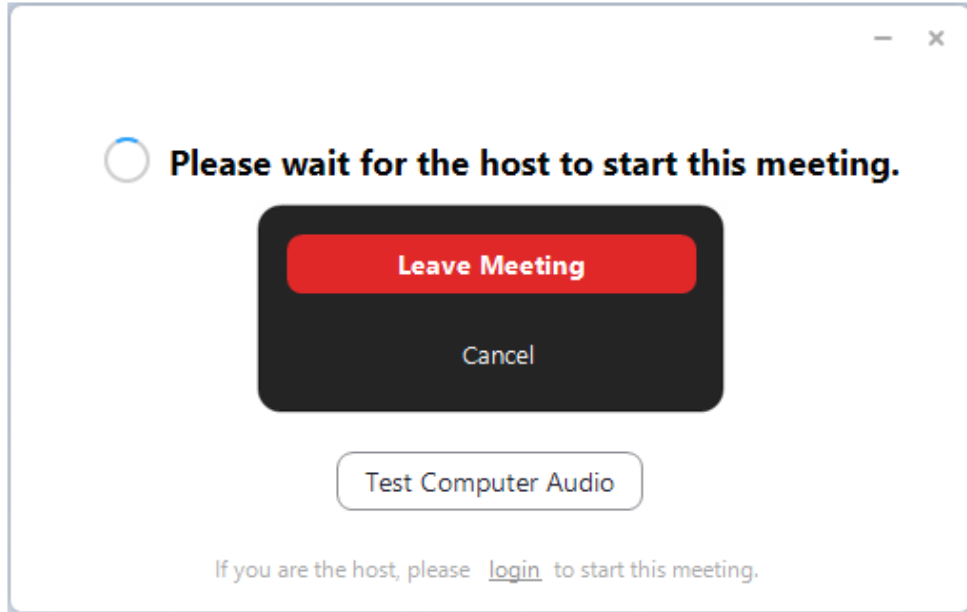 Please wait for the host to start this meeting.
Leave Meeting
Cancel
Test Computer Audio
If you are the host, please login to start this meeting.